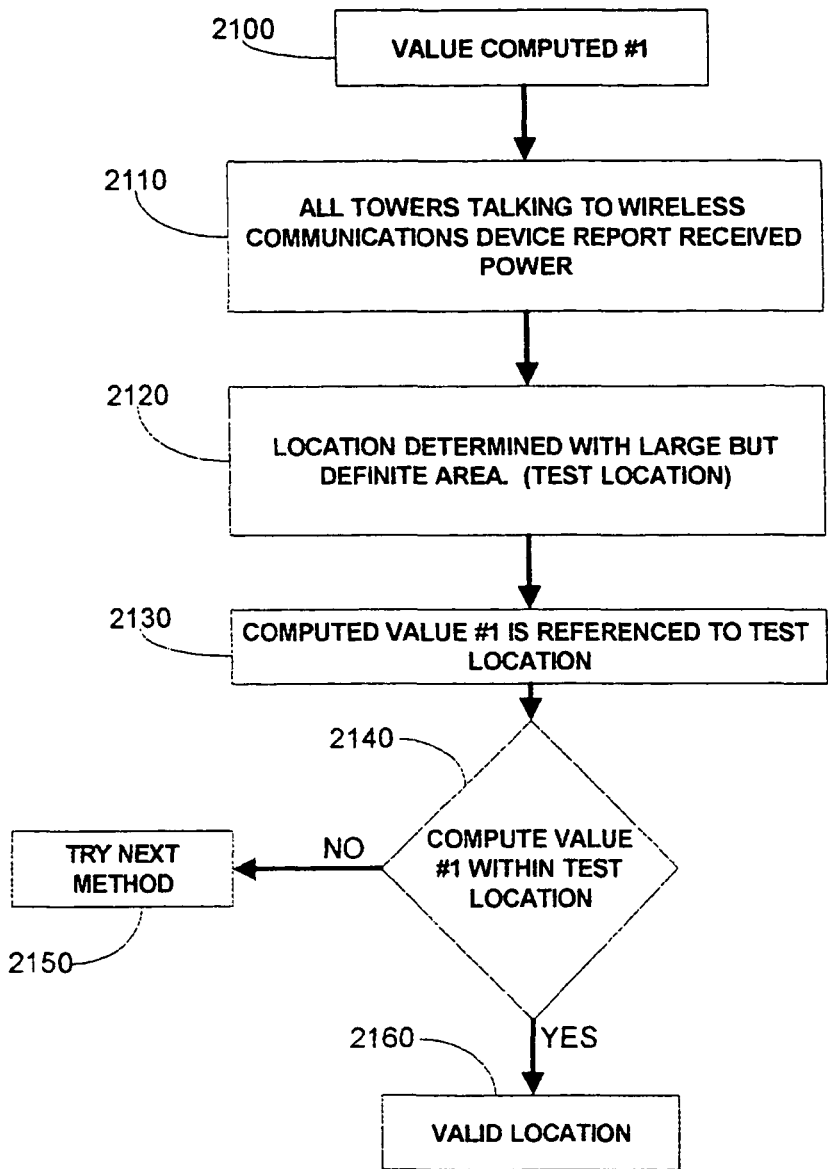 2100
VALUE COMPUTED #1
2110
ALL TOWERS TALKING TO WIRELESS
COMMUNICATIONS DEVICE REPORT RECEIVED
POWER
2120
LOCATION DETERMINED WITH LARGE BUT
DEFINITE AREA. (TEST LOCATION)
2130
COMPUTED VALUE #1 IS REFERENCED TO TEST
LOCATION
2140
COMPUTE VALUE
#1 WITHIN TEST
LOCATION
NO
TRY NEXT
METHOD
2150
YES
2160
VALID LOCATION